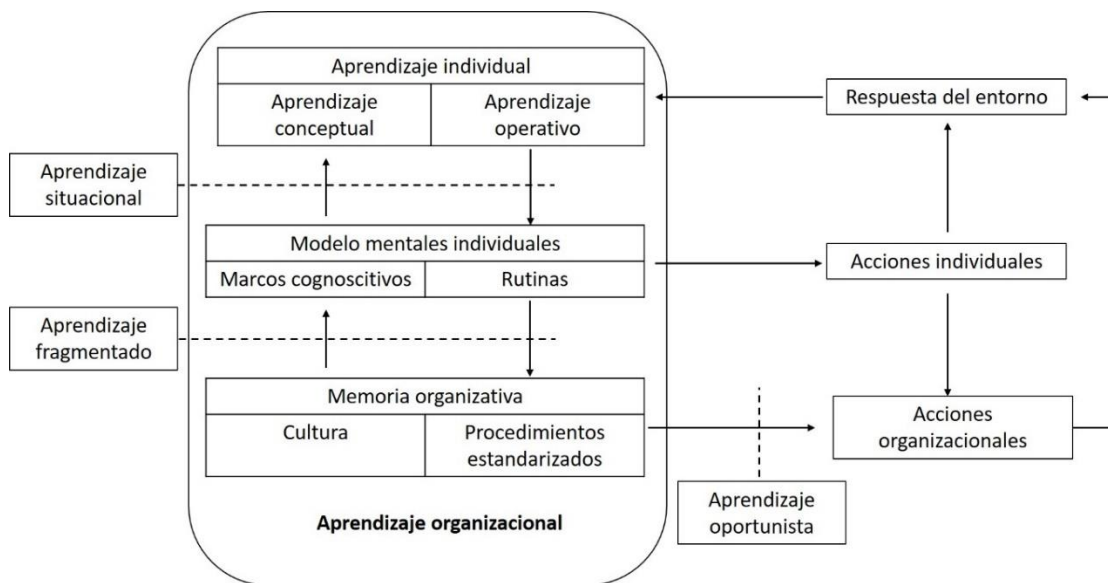 Aprendizaje individual
Aprendizaje
conceptual
Aprendizaje
operativo
Respuesta del entorno
Aprendizaje
situacional
Modelo mentales individuales
Marcos cognoscitivos
Rutinas
Acciones individuales
Aprendizaje
fragmentado
Memoria organizativa
Cultura
Procedimientos
estandarizados
Acciones
organizacionales
Aprendizaje
oportunista
Aprendizaje organizacional